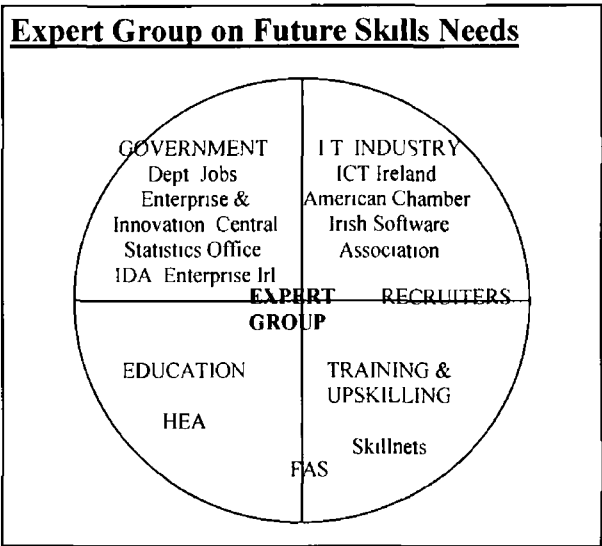 Expert Group on Future Skills Needs
GOVERNMENT
Dept Jobs
Enterprise &
Innovation Central
Statistics Office
IDA Enterprise Irl
I T INDUSTRY
ICT Ireland
American Chamber
Irish Software
Association
EXPERT
GROUP
RECRUITERS
EDUCATION
HEA
TRAINING &
UPSKILLING
Skillnets
FAS